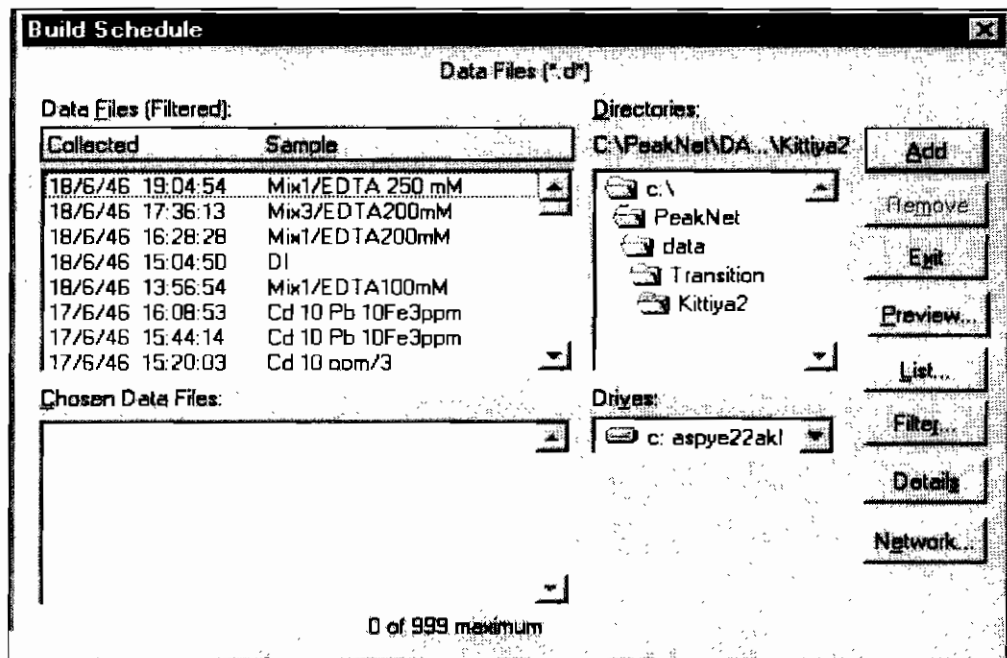 Build Schedule
Data Files (*.d*)
Data Files (Filtered):
Directories:
Collected Sample
C:\PeakNet\DA...\Kittiya2
Add
18/6/46 19:04:54 Mix1/EDTA 250 mM
18/6/46 17:36:13 Mix3/EDTA200mM
18/6/46 16:28:28 Mix1/EDTA200mM
18/6/46 15:04:50 DI
18/6/46 13:56:54 Mix1/EDTA100mM
17/6/46 16:08:53 Cd 10 Pb 10Fe3ppm
17/6/46 15:44:14 Cd 10 Pb 10Fe3ppm
17/6/46 15:20:03 Cd 10 ppm/3
c:\
PeakNet
data
Transition
Kittiya2
Remove
Exit
Preview...
List...
Chosen Data Files:
Drives:
c: aspye22akl
Filter...
Details
Network...
0 of 999 maximum